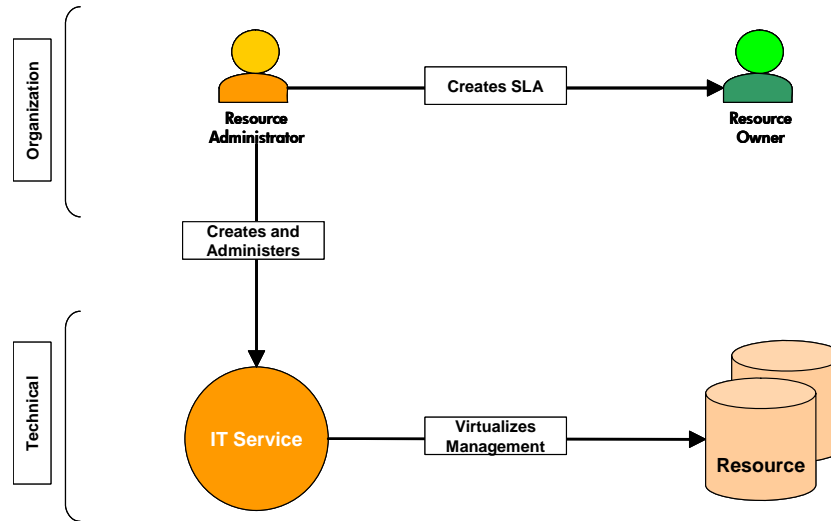 Organization
Creates SLA
Resource
Administrator
Resource
Owner
Creates and
Administers
Technical
IT Service
Virtualizes
Management
Resource